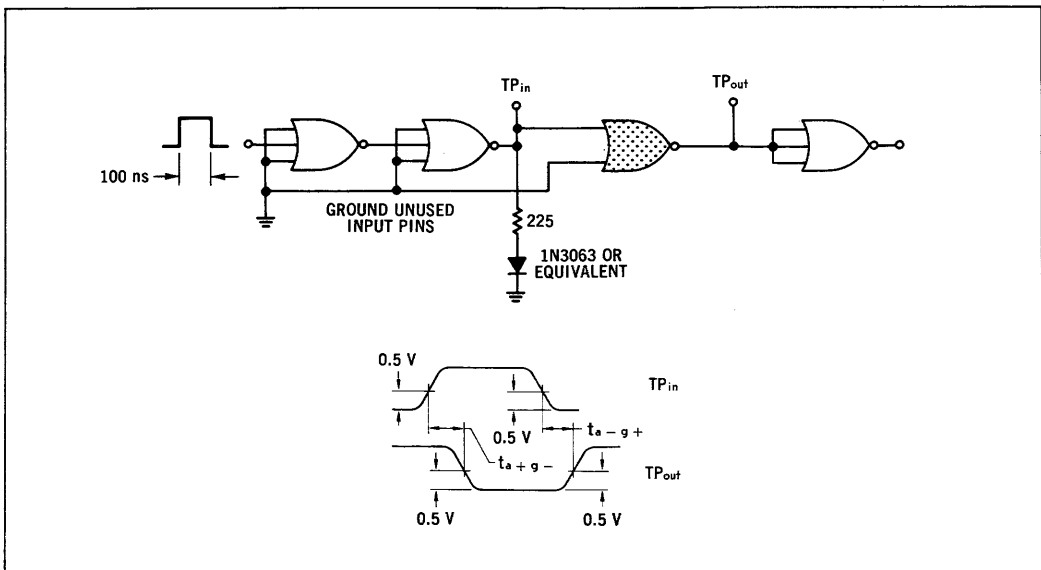 TPin
TPout
100 ns
GROUND UNUSED
INPUT PINS
225
1N3063 OR
EQUIVALENT
0.5 V
TPin
0.5 V
ta - g +
ta + g -
TPout
0.5 V
0.5 V